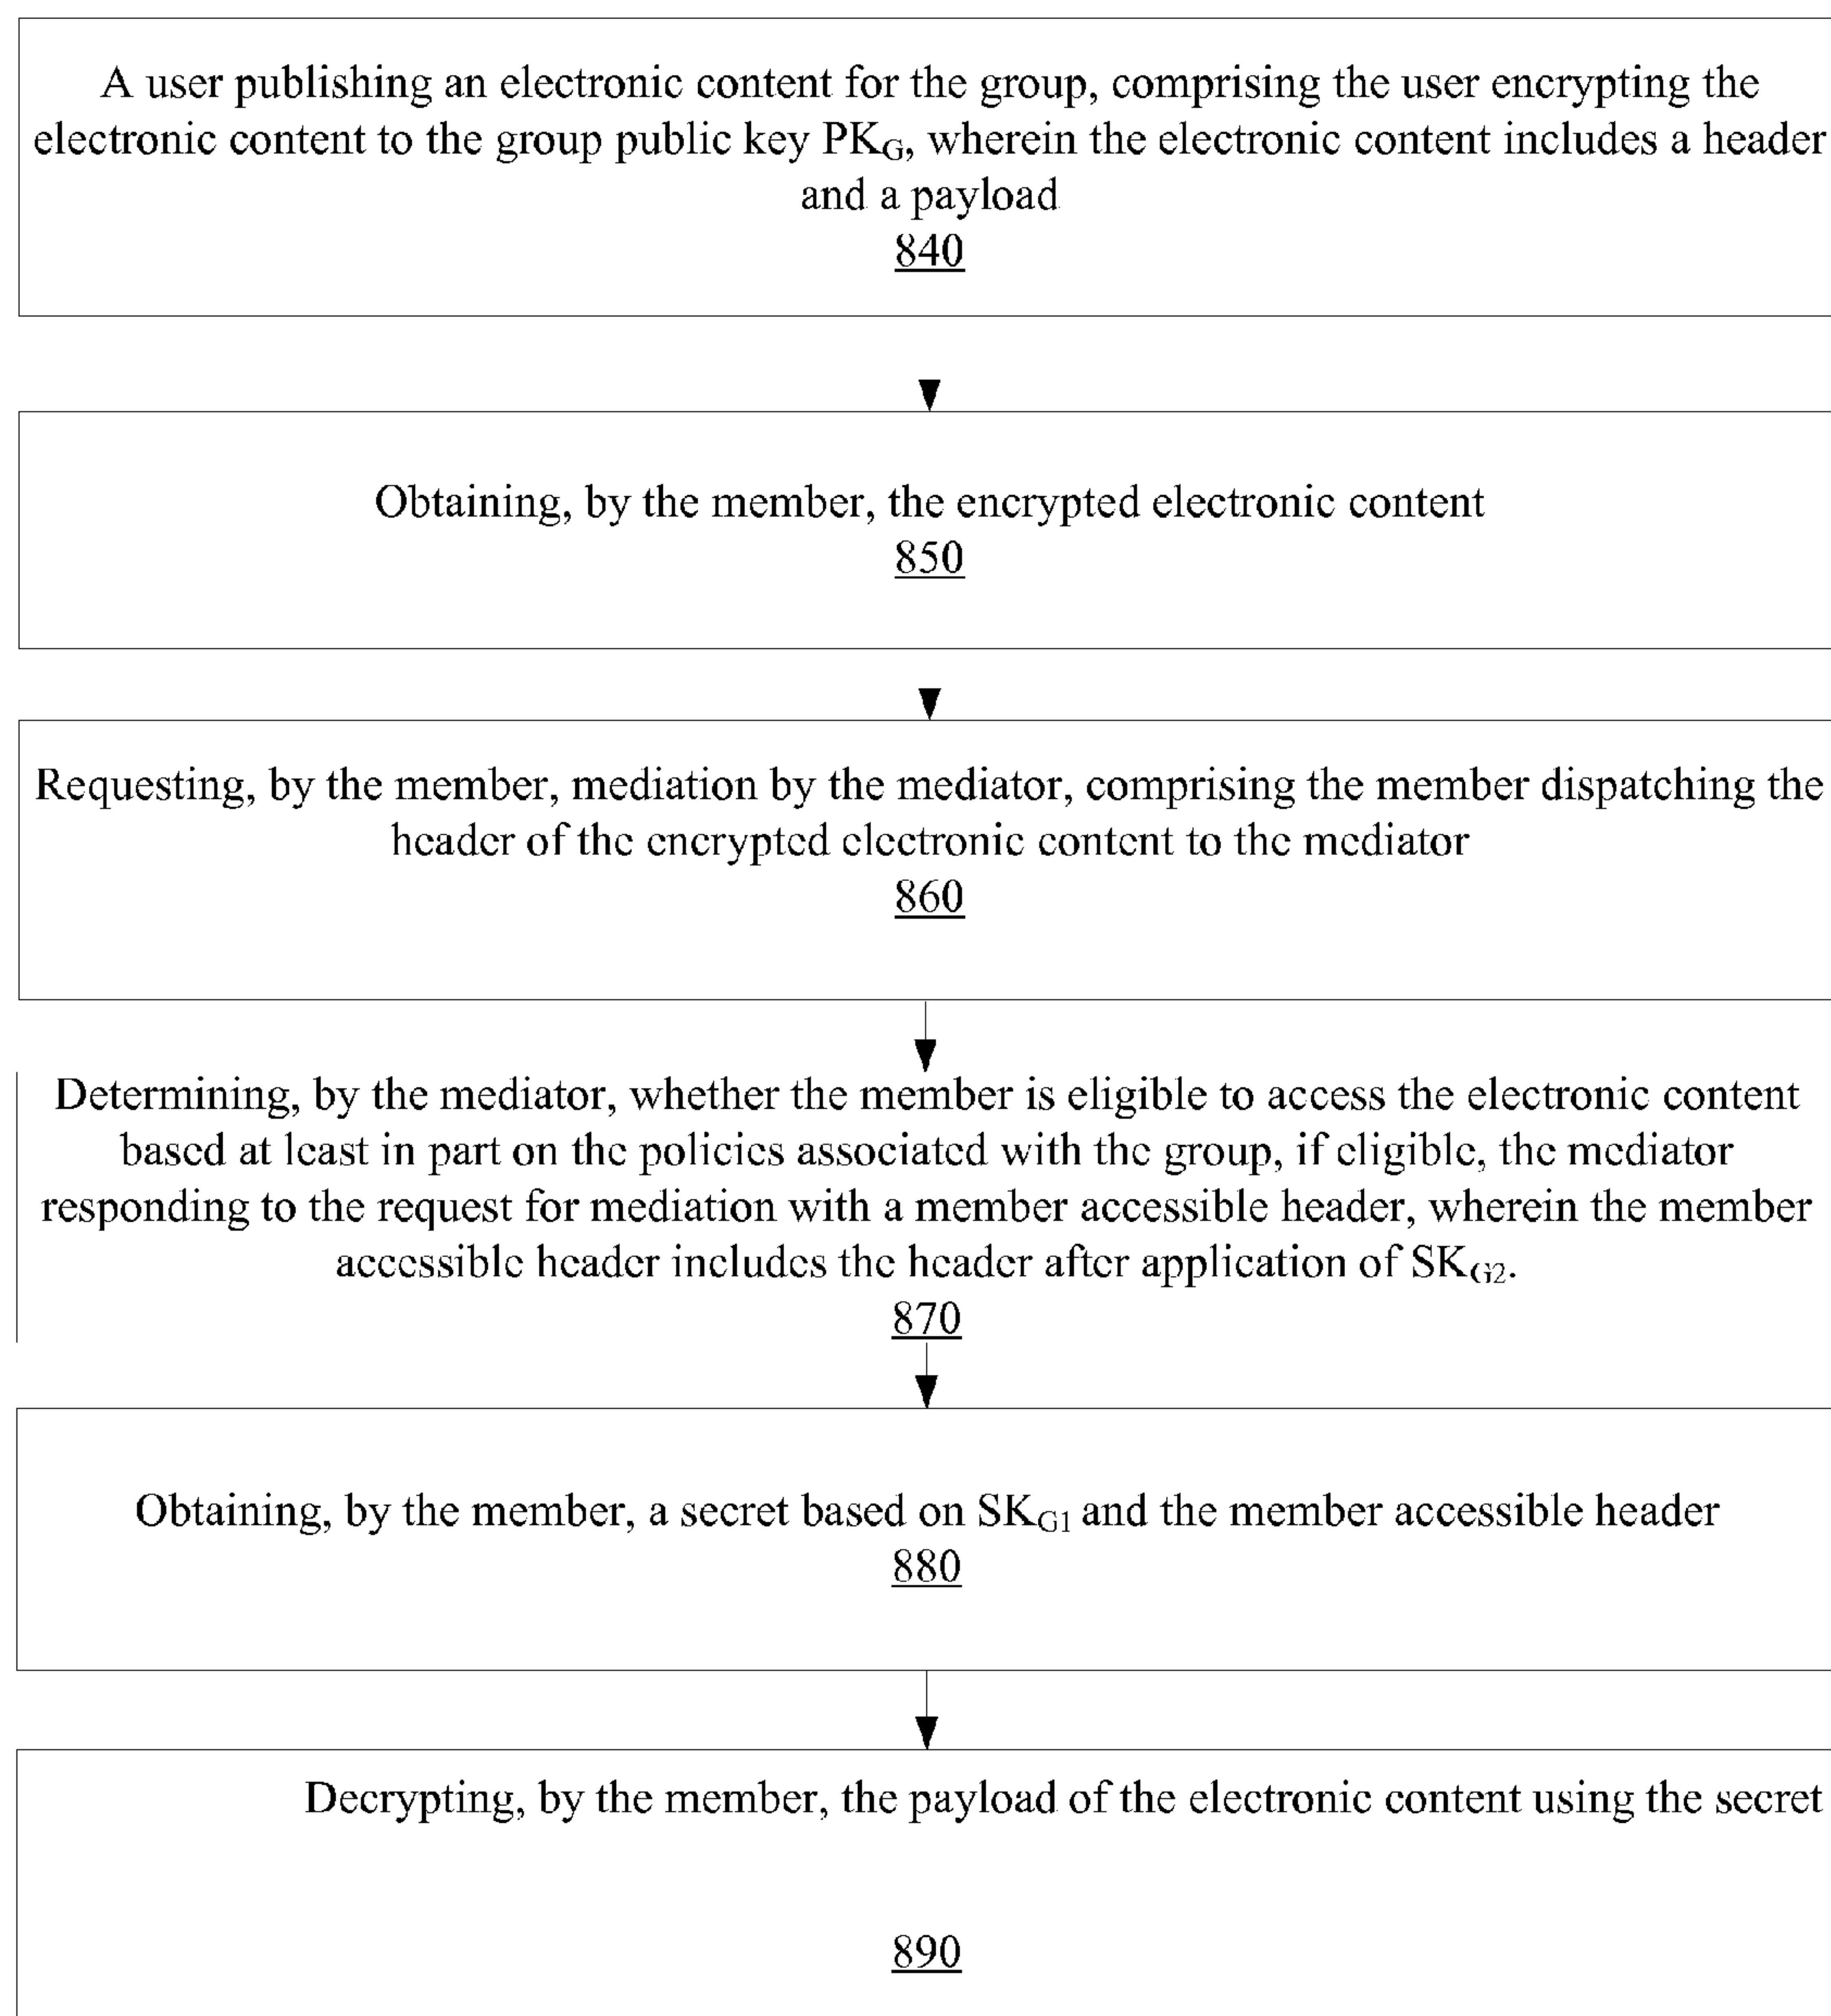 A user publishing an electronic content for the group, comprising the user encrypting the
electronic content to the group public key PKG, wherein the electronic content includes a header
and a payload
840
Obtaining, by the member, the encrypted electronic content
850
Requesting, by the member, mediation by the mediator, comprising the member dispatching the
header of the encrypted electronic content to the mediator
860
Determining, by the mediator, whether the member is eligible to access the electronic content
based at least in part on the policies associated with the group, if eligible, the mediator
responding to the request for mediation with a member accessible header, wherein the member
accessible header includes the header after application of SKG2.
870
Obtaining, by the member, a secret based on SKG1 and the member accessible header
880
Decrypting, by the member, the payload of the electronic content using the secret
890